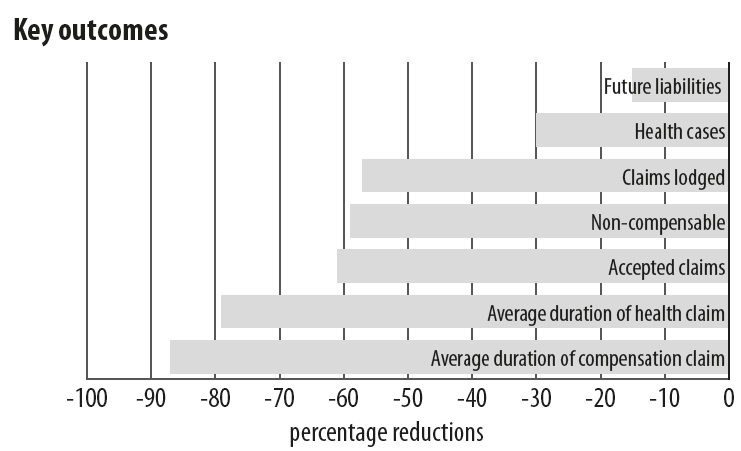 Key outcomes
Future liabilities
Health cases
Claims lodged
Non-compensable
Accepted claims
Average duration of health claim
Average duration of compensation claim
-100 -90 -80 -70 -60 -50 -40 -30 -20 -10 0
percentage reductions